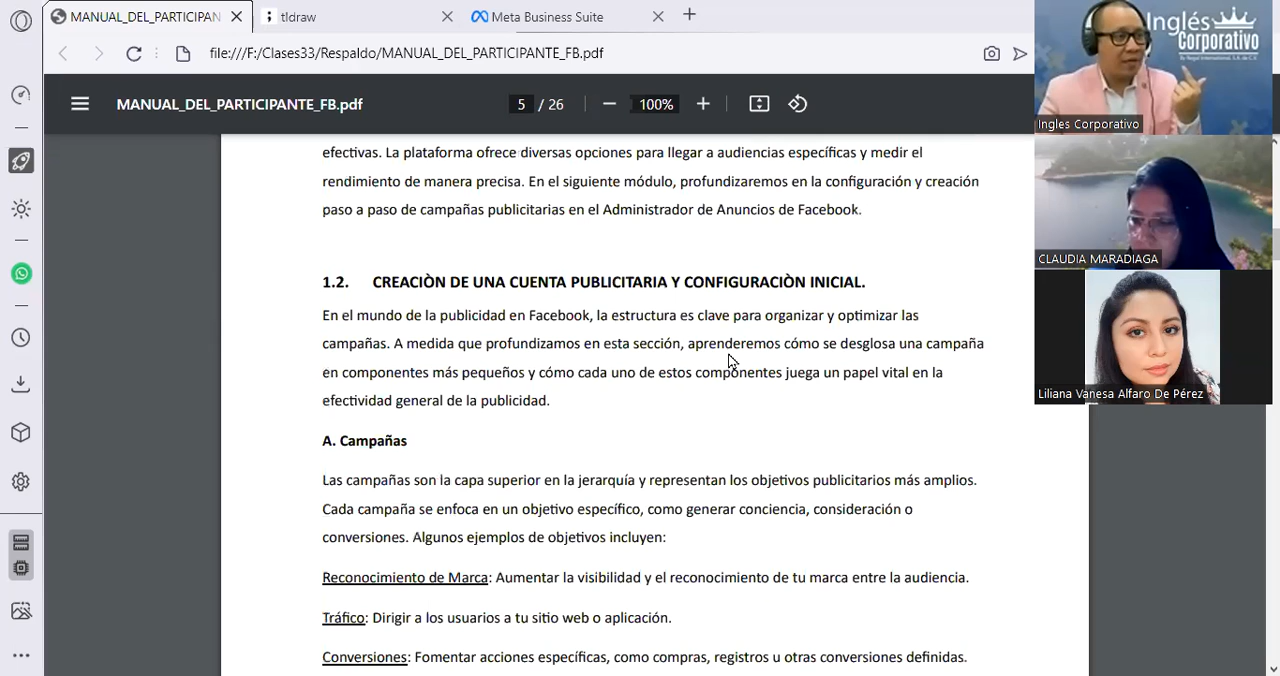 MANUAL_DEL_PARTICIPAN
tldraw
Meta Business Suite
file:///F:/Clases33/Respaldo/MANUAL_DEL_PARTICIPANTE_FB.pdf
MANUAL_DEL_PARTICIPANTE_FB.pdf
5 / 26
100%
efectivas. La plataforma ofrece diversas opciones para llegar a audiencias específicas y medir el
rendimiento de manera precisa. En el siguiente módulo, profundizaremos en la configuración y creación
paso a paso de campañas publicitarias en el Administrador de Anuncios de Facebook.
1.2. CREACIÒN DE UNA CUENTA PUBLICITARIA Y CONFIGURACIÒN INICIAL.
En el mundo de la publicidad en Facebook, la estructura es clave para organizar y optimizar las
campañas. A medida que profundizamos en esta sección, aprenderemos cómo se desglosa una campaña
en componentes más pequeños y cómo cada uno de estos componentes juega un papel vital en la
efectividad general de la publicidad.
A. Campañas
Las campañas son la capa superior en la jerarquía y representan los objetivos publicitarios más amplios.
Cada campaña se enfoca en un objetivo específico, como generar conciencia, consideración o
conversiones. Algunos ejemplos de objetivos incluyen:
Reconocimiento de Marca: Aumentar la visibilidad y el reconocimiento de tu marca entre la audiencia.
Tráfico: Dirigir a los usuarios a tu sitio web o aplicación.
Conversiones: Fomentar acciones específicas, como compras, registros u otras conversiones definidas.
Inglés
Corporativo
By Regal International, S.A. de C.V.
Ingles Corporativo
CLAUDIA MARADIAGA
Liliana Vanesa Alfaro De Pérez